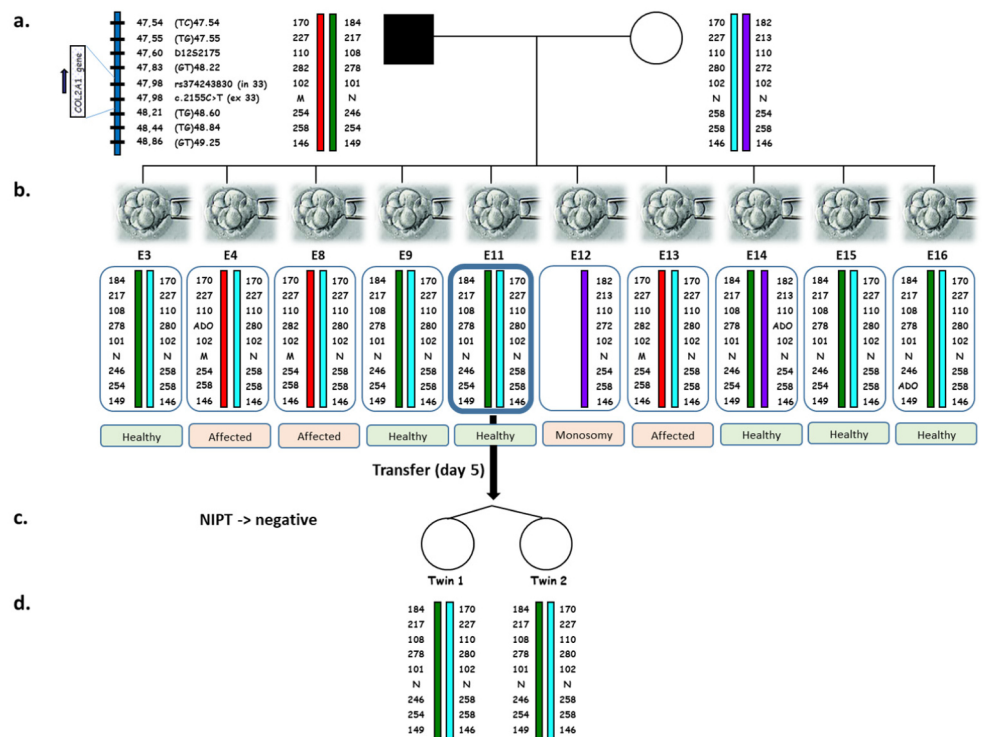 a.
COL2A1 gene
47,54 (TC)47.54 170 184 170 182
47,55 (TG)47.55 227 217 227 213
47,60 D12S2175 110 108 110 110
47,83 (GT)48.22 282 278 280 272
47,98 rs374243830 (in 33) 102 101 102 102
47,98 c.2155C>T (ex 33) M N N N
48,21 (TG)48.60 254 246 258 254
48,44 (TG)48.84 258 254 258 258
48,86 (GT)49.25 146 149 146 146
b.
E3 E4 E8 E9 E11 E12 E13 E14 E15 E16
184 170 170 170 170 170 184 170 184 170 182 170 170 184 182 184 170 184 170
217 227 227 227 227 227 217 227 217 227 213 227 227 217 213 217 227 217 227
108 110 110 110 110 110 108 110 108 110 110 110 110 108 110 108 110 108 110
278 280 ADO 280 282 280 278 280 278 280 272 282 280 278 ADO 278 280 278 280
101 102 102 102 102 102 101 102 101 102 102 102 102 101 102 101 102 101 102
N N M N M N N N N N N M N N N N N N N
246 258 254 258 254 258 246 258 246 258 254 254 258 246 254 246 258 246 258
254 258 258 258 258 258 254 258 254 258 258 258 258 254 258 254 258 ADO 258
149 146 146 146 146 146 149 146 149 146 146 146 146 149 146 149 146 149 146
Healthy Affected Affected Healthy Healthy Monosomy Affected Healthy Healthy Healthy
Transfer (day 5)
c.
NIPT -> negative
Twin 1 Twin 2
d.
184 170 184 170
217 227 217 227
108 110 108 110
278 280 278 280
101 102 101 102
N N N N
246 258 246 258
254 258 254 258
149 146 149 146